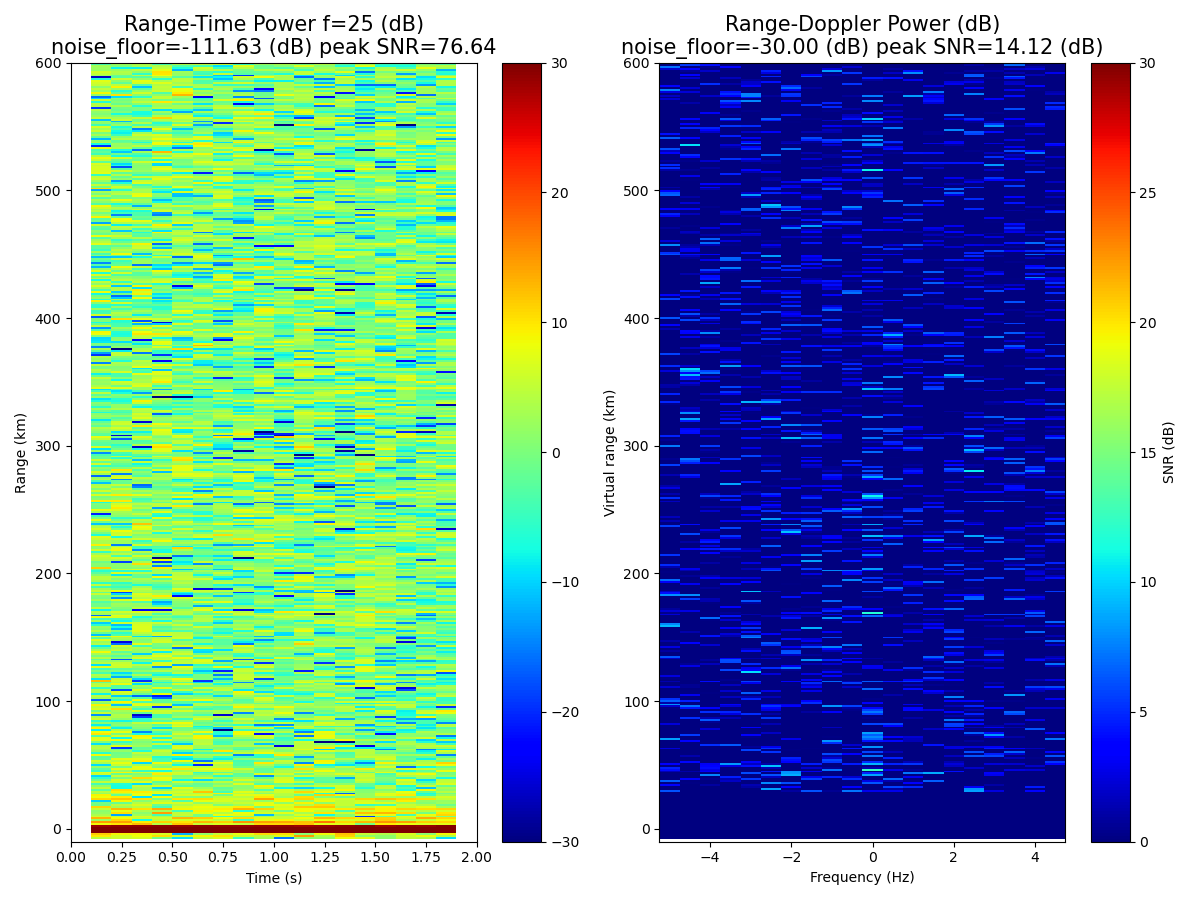 Range-Time Power f=25 (dB)
noise_floor=-111.63 (dB) peak SNR=76.64
Range-Doppler Power (dB)
noise_floor=-30.00 (dB) peak SNR=14.12 (dB)
600
500
400
300
200
100
0
Range (km)
0.00 0.25 0.50 0.75 1.00 1.25 1.50 1.75 2.00
Time (s)
30
20
10
0
−10
−20
−30
600
500
400
300
200
100
0
Virtual range (km)
−4 −2 0 2 4
Frequency (Hz)
30
25
20
15
10
5
0
SNR (dB)